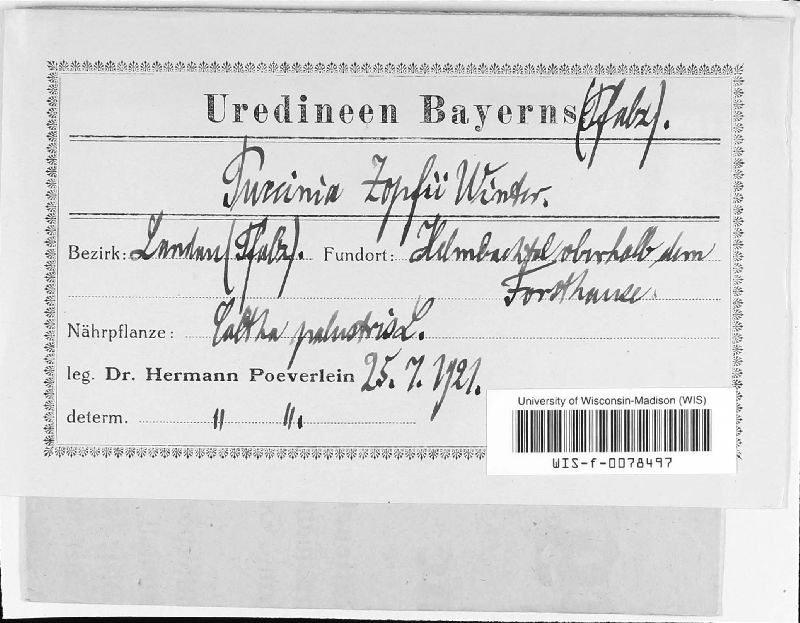 Uredineen Bayerns (Pfalz).
Puccinia Zopfii Winter.
Bezirk: Landau (Pfalz). Fundort: Helmbachtal oberhalb dem
Forsthause.
Nährpflanze: Caltha palustris L.
leg. Dr. Hermann Poeverlein 25. 7. 1921.
determ. " ".
University of Wisconsin-Madison (WIS)
WIS-f-0078497